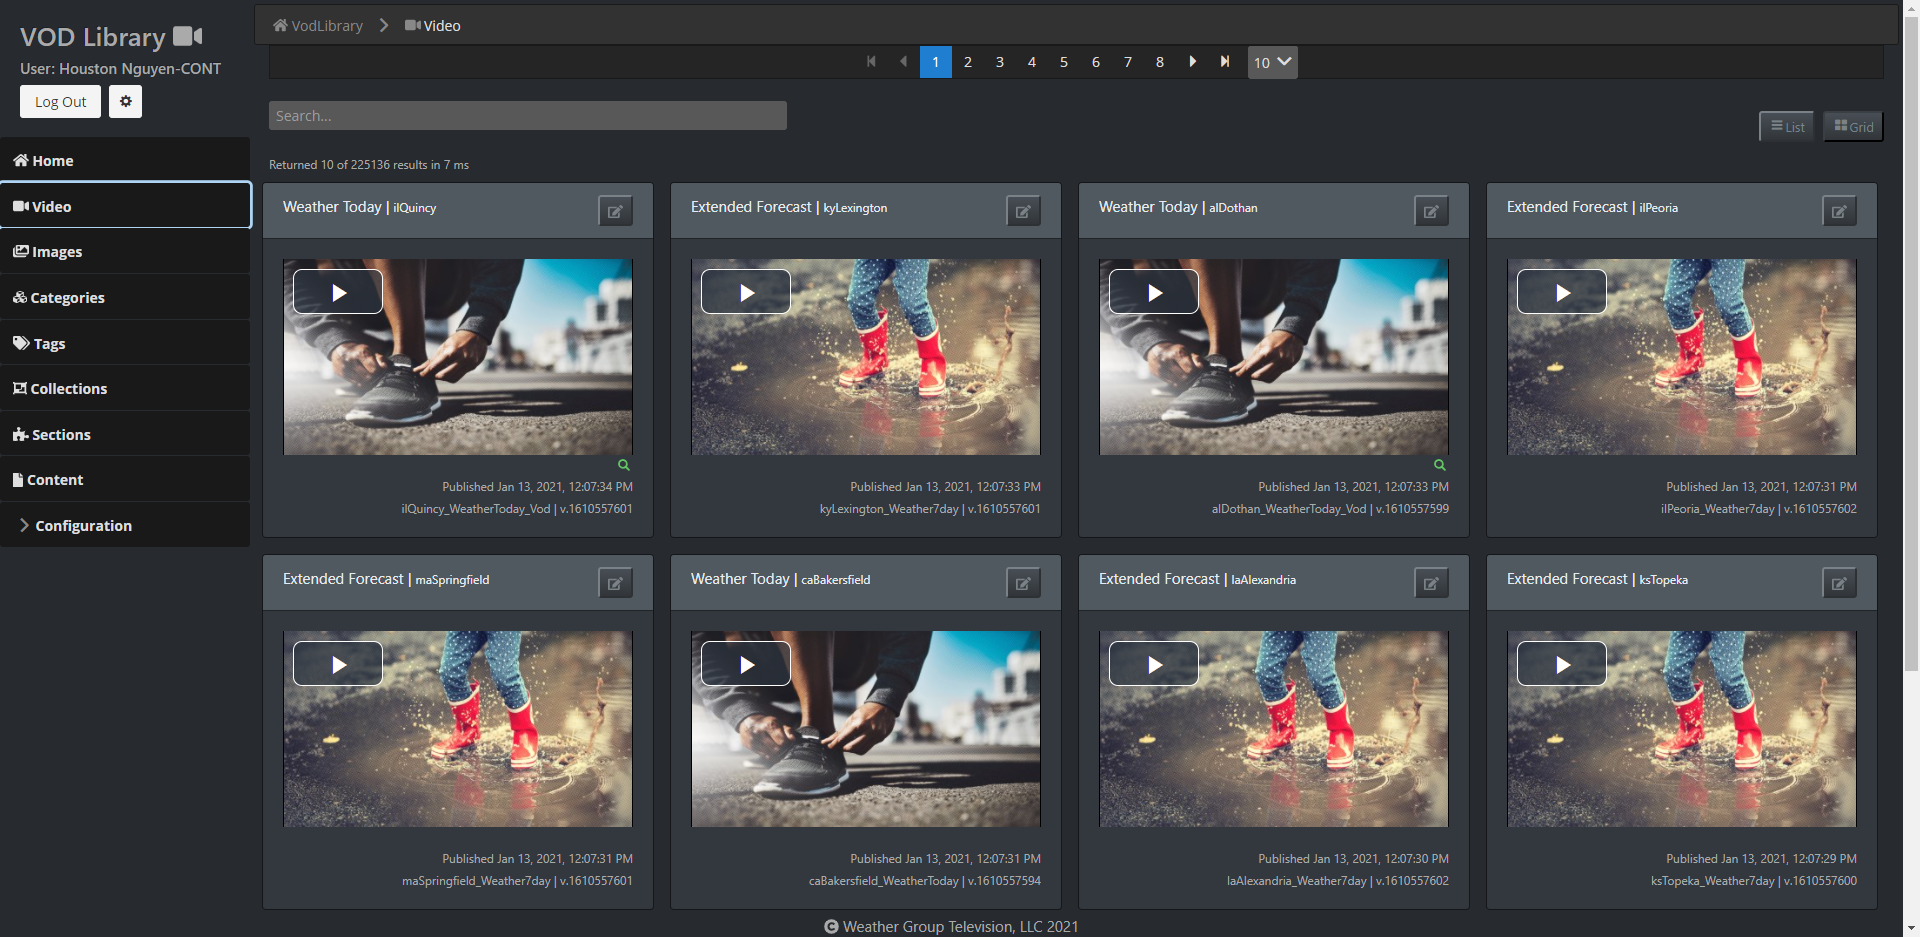 VOD Library
User: Houston Nguyen-CONT
Log Out
Home
Video
Images
Categories
Tags
Collections
Sections
Content
Configuration
VodLibrary Video
1 2 3 4 5 6 7 8 10
Search...
List Grid
Returned 10 of 225136 results in 7 ms
Weather Today | ilQuincy
Published Jan 13, 2021, 12:07:34 PM
ilQuincy_WeatherToday_Vod | v.1610557601
Extended Forecast | kyLexington
Published Jan 13, 2021, 12:07:33 PM
kyLexington_Weather7day | v.1610557601
Weather Today | alDothan
Published Jan 13, 2021, 12:07:33 PM
alDothan_WeatherToday_Vod | v.1610557599
Extended Forecast | ilPeoria
Published Jan 13, 2021, 12:07:31 PM
ilPeoria_Weather7day | v.1610557602
Extended Forecast | maSpringfield
Published Jan 13, 2021, 12:07:31 PM
maSpringfield_Weather7day | v.1610557601
Weather Today | caBakersfield
Published Jan 13, 2021, 12:07:31 PM
caBakersfield_WeatherToday | v.1610557594
Extended Forecast | laAlexandria
Published Jan 13, 2021, 12:07:30 PM
laAlexandria_Weather7day | v.1610557602
Extended Forecast | ksTopeka
Published Jan 13, 2021, 12:07:29 PM
ksTopeka_Weather7day | v.1610557600
© Weather Group Television, LLC 2021